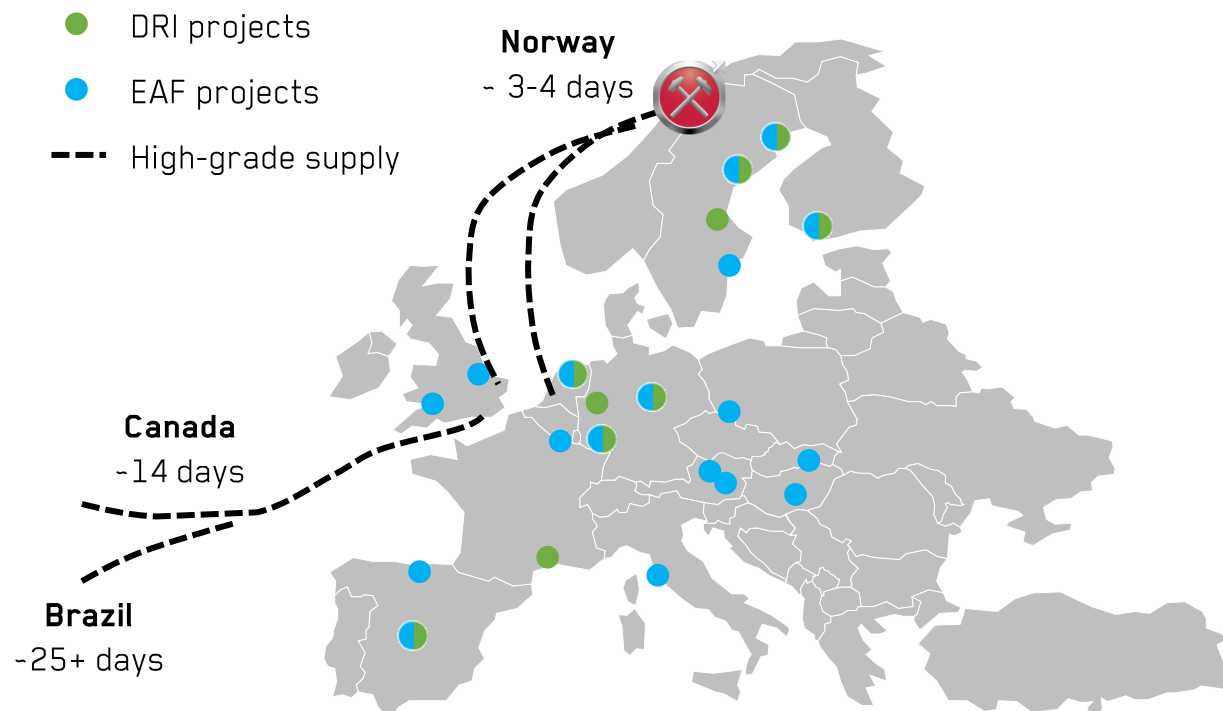 DRI projects
EAF projects
High-grade supply
Norway
~ 3-4 days
Canada
~14 days
Brazil
~25+ days